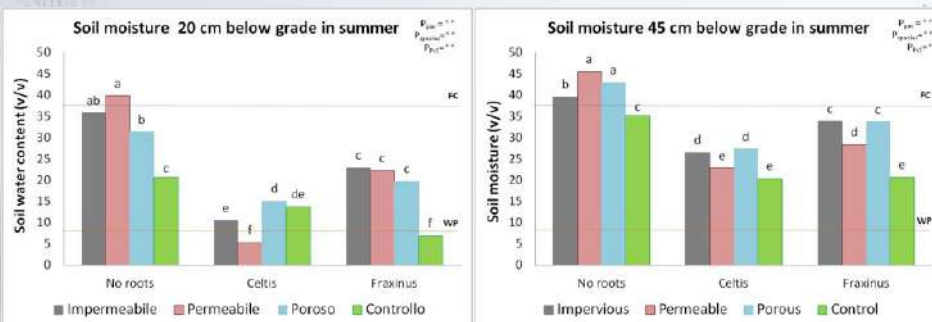 Soil moisture 20 cm below grade in summer
Soil water content (v/v)
50
45
40
35
30
25
20
15
10
5
0
FC
WP
ab
a
b
c
e
f
d
de
c
c
c
f
No roots
Celtis
Fraxinus
Impermeabile
Permeabile
Poroso
Controllo
Soil moisture 45 cm below grade in summer
Soil moisture (v/v)
50
45
40
35
30
25
20
15
10
5
0
FC
WP
b
a
a
c
d
e
d
e
c
d
c
e
No roots
Celtis
Fraxinus
Impervious
Permeable
Porous
Control